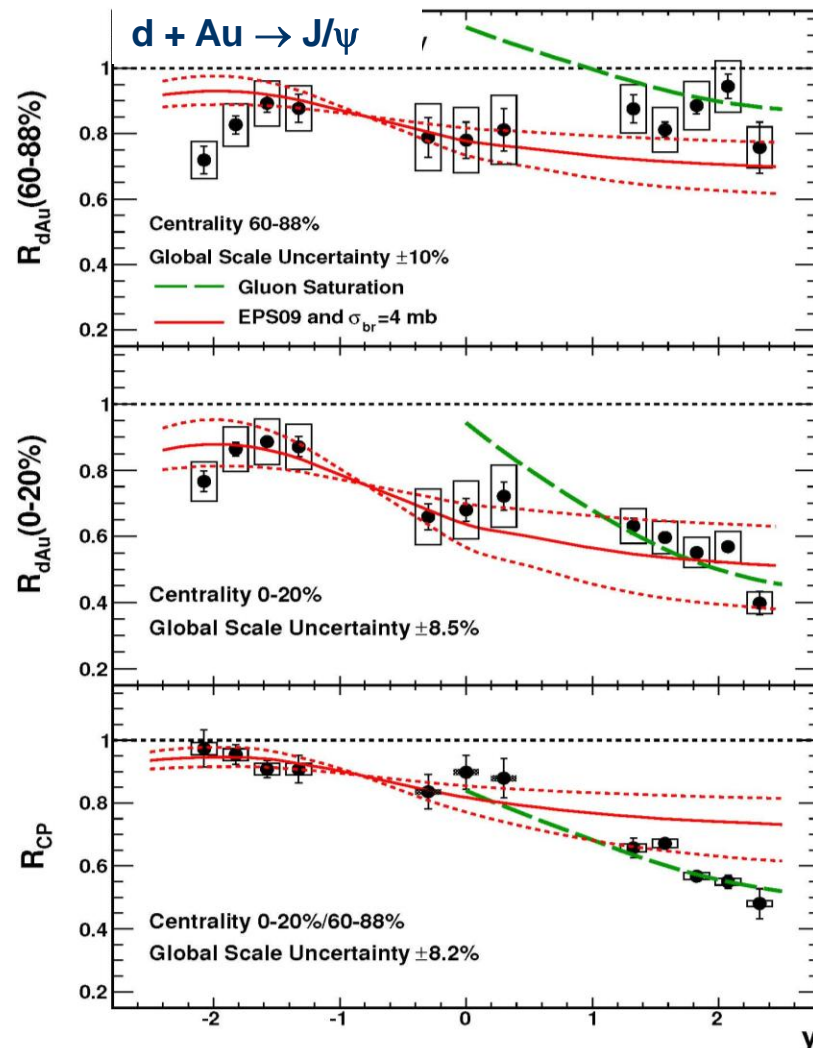 d + Au → J/ψ
R_dAu(60-88%)
1
0.8
0.6
0.4
0.2
Centrality 60-88%
Global Scale Uncertainty ±10%
Gluon Saturation
EPS09 and σ_br=4 mb
R_dAu(0-20%)
1
0.8
0.6
0.4
0.2
Centrality 0-20%
Global Scale Uncertainty ±8.5%
R_CP
1
0.8
0.6
0.4
0.2
Centrality 0-20%/60-88%
Global Scale Uncertainty ±8.2%
-2 -1 0 1 2
y